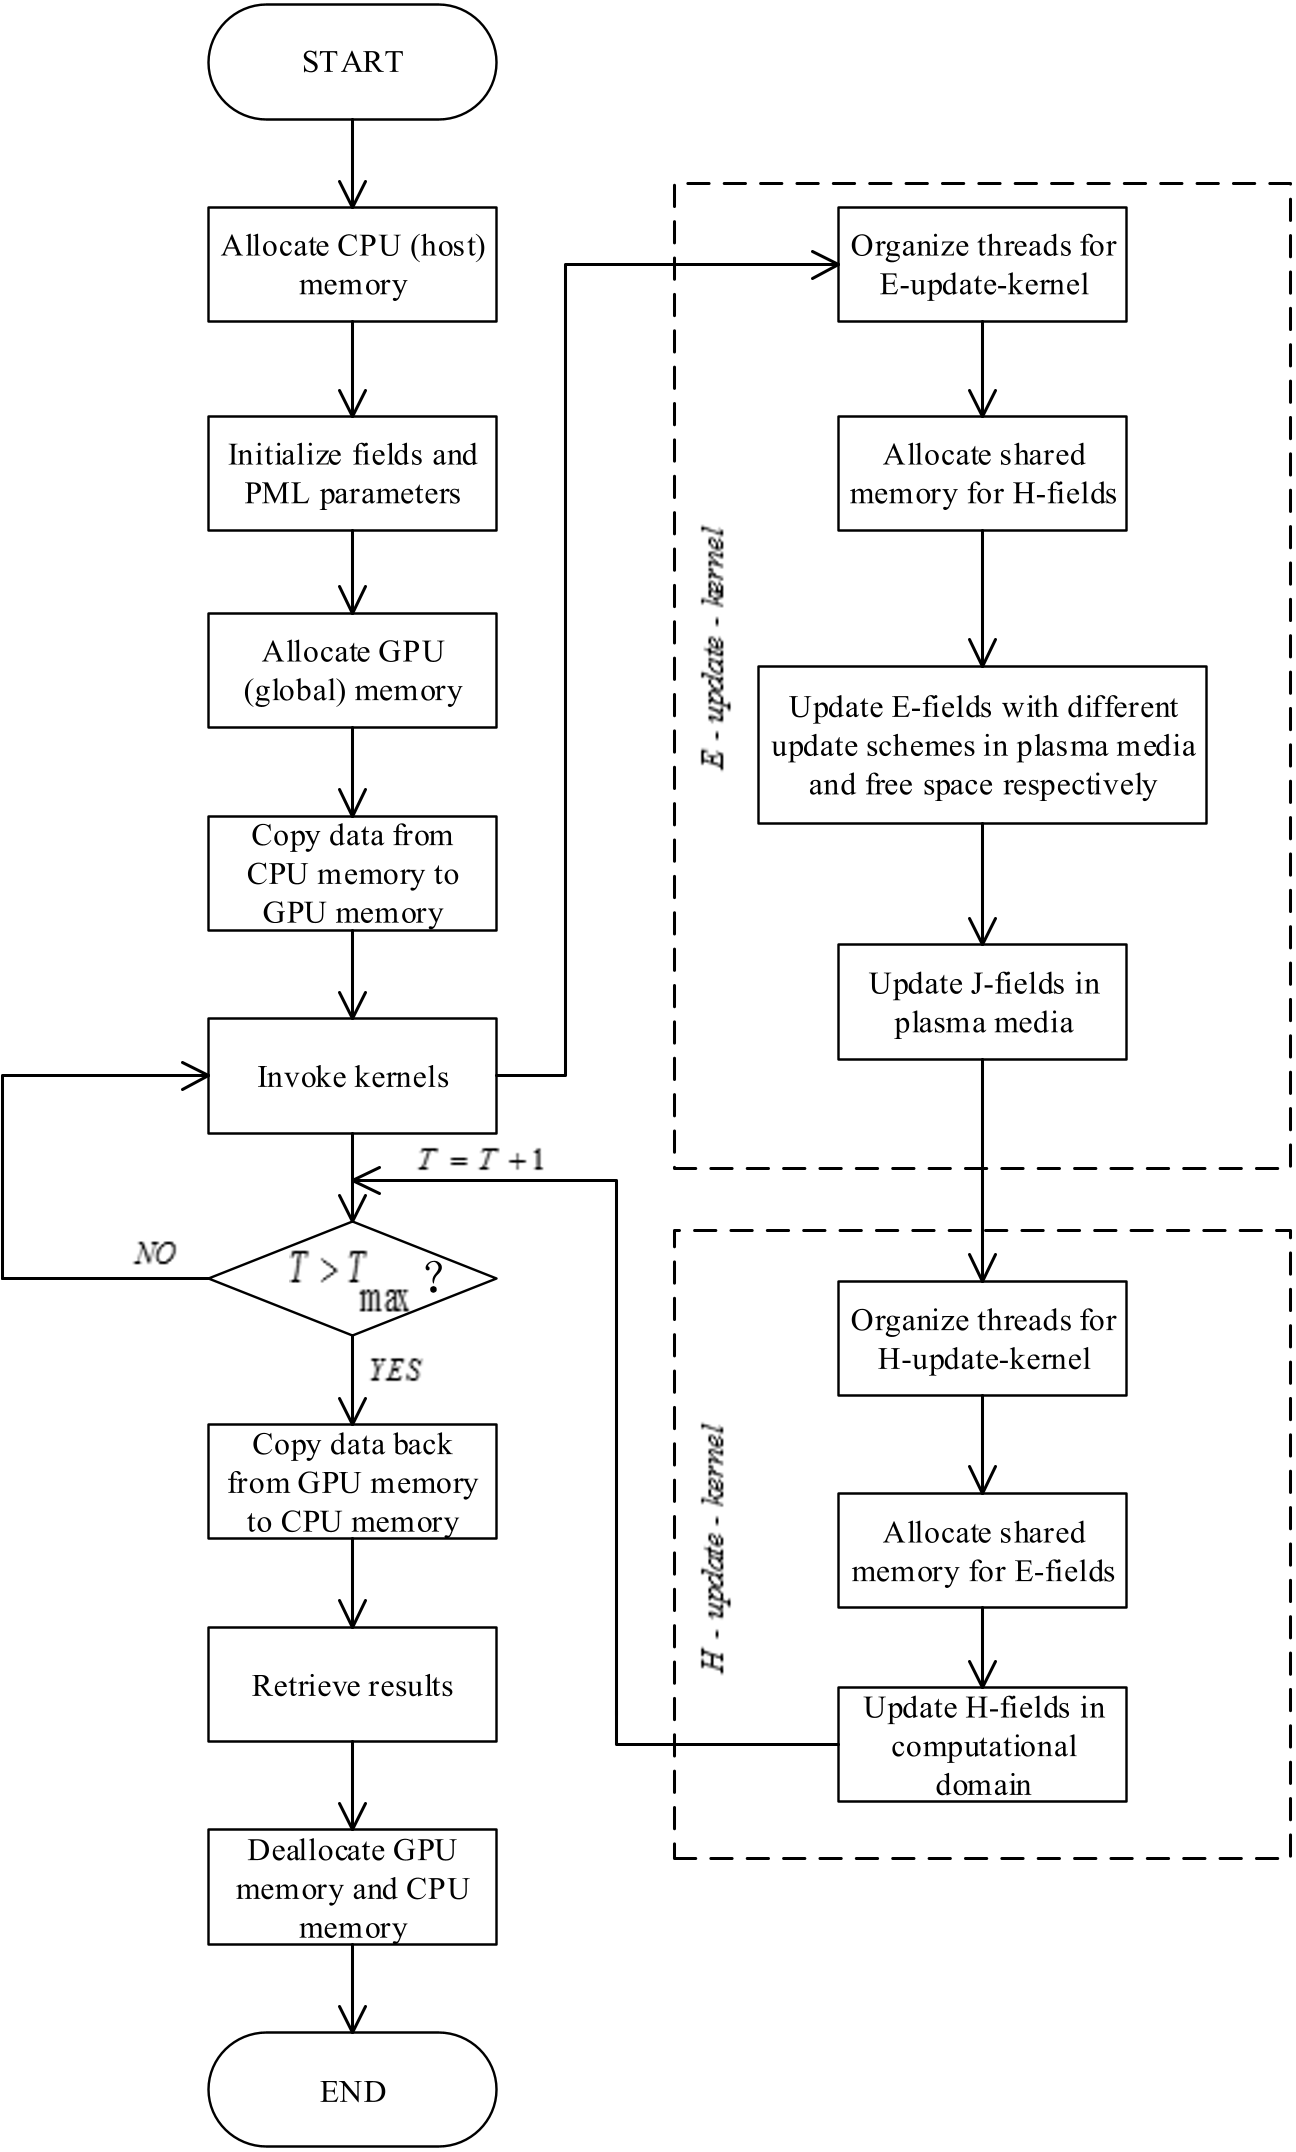 START
Allocate CPU (host)
memory
Initialize fields and
PML parameters
Allocate GPU
(global) memory
Copy data from
CPU memory to
GPU memory
Invoke kernels
T = T + 1
NO
T > T max ?
YES
Copy data back
from GPU memory
to CPU memory
Retrieve results
Deallocate GPU
memory and CPU
memory
END
E - update - kernel
Organize threads for
E-update-kernel
Allocate shared
memory for H-fields
Update E-fields with different
update schemes in plasma media
and free space respectively
Update J-fields in
plasma media
H - update - kernel
Organize threads for
H-update-kernel
Allocate shared
memory for E-fields
Update H-fields in
computational
domain